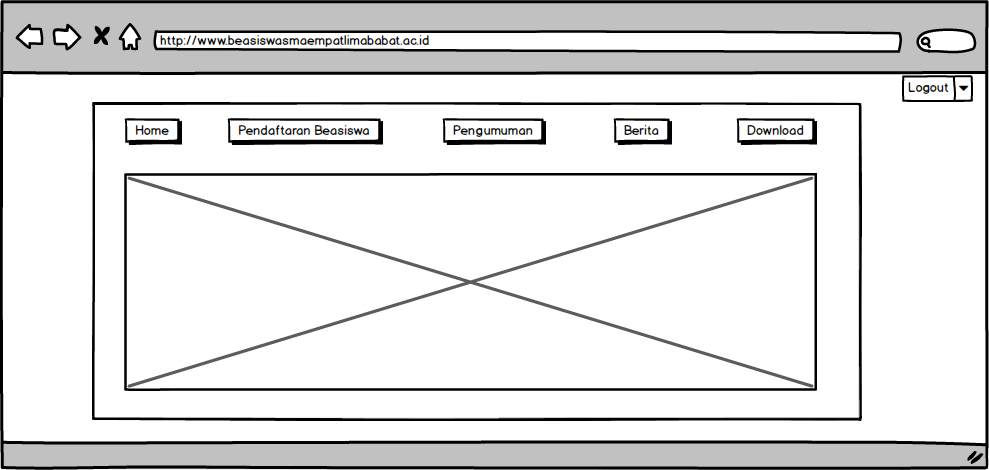 http://www.beasiswasmaempatlimababat.ac.id
Logout
Home
Pendaftaran Beasiswa
Pengumuman
Berita
Download